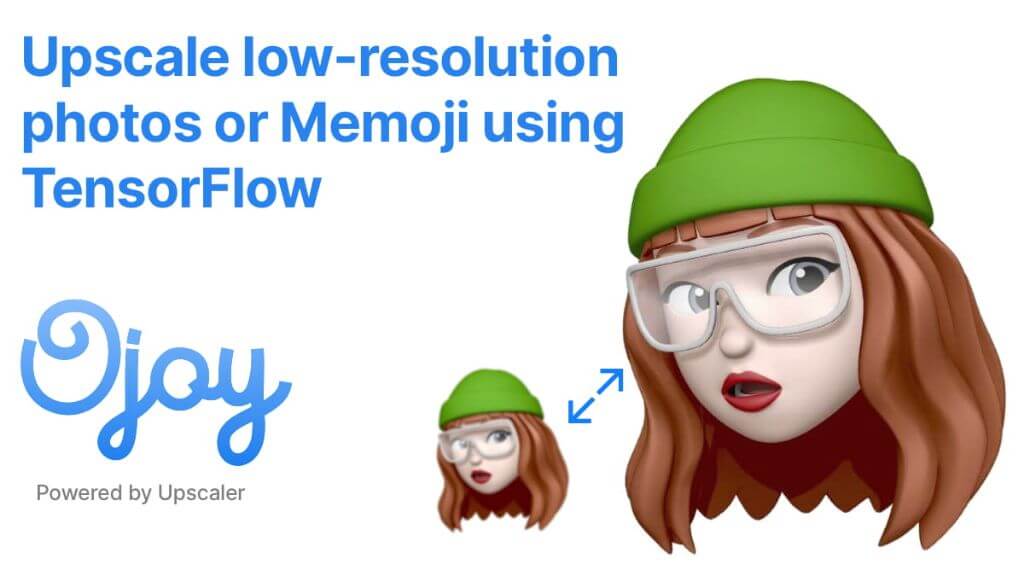 Upscale low-resolution
photos or Memoji using
TensorFlow
Ojoy
Powered by Upscaler